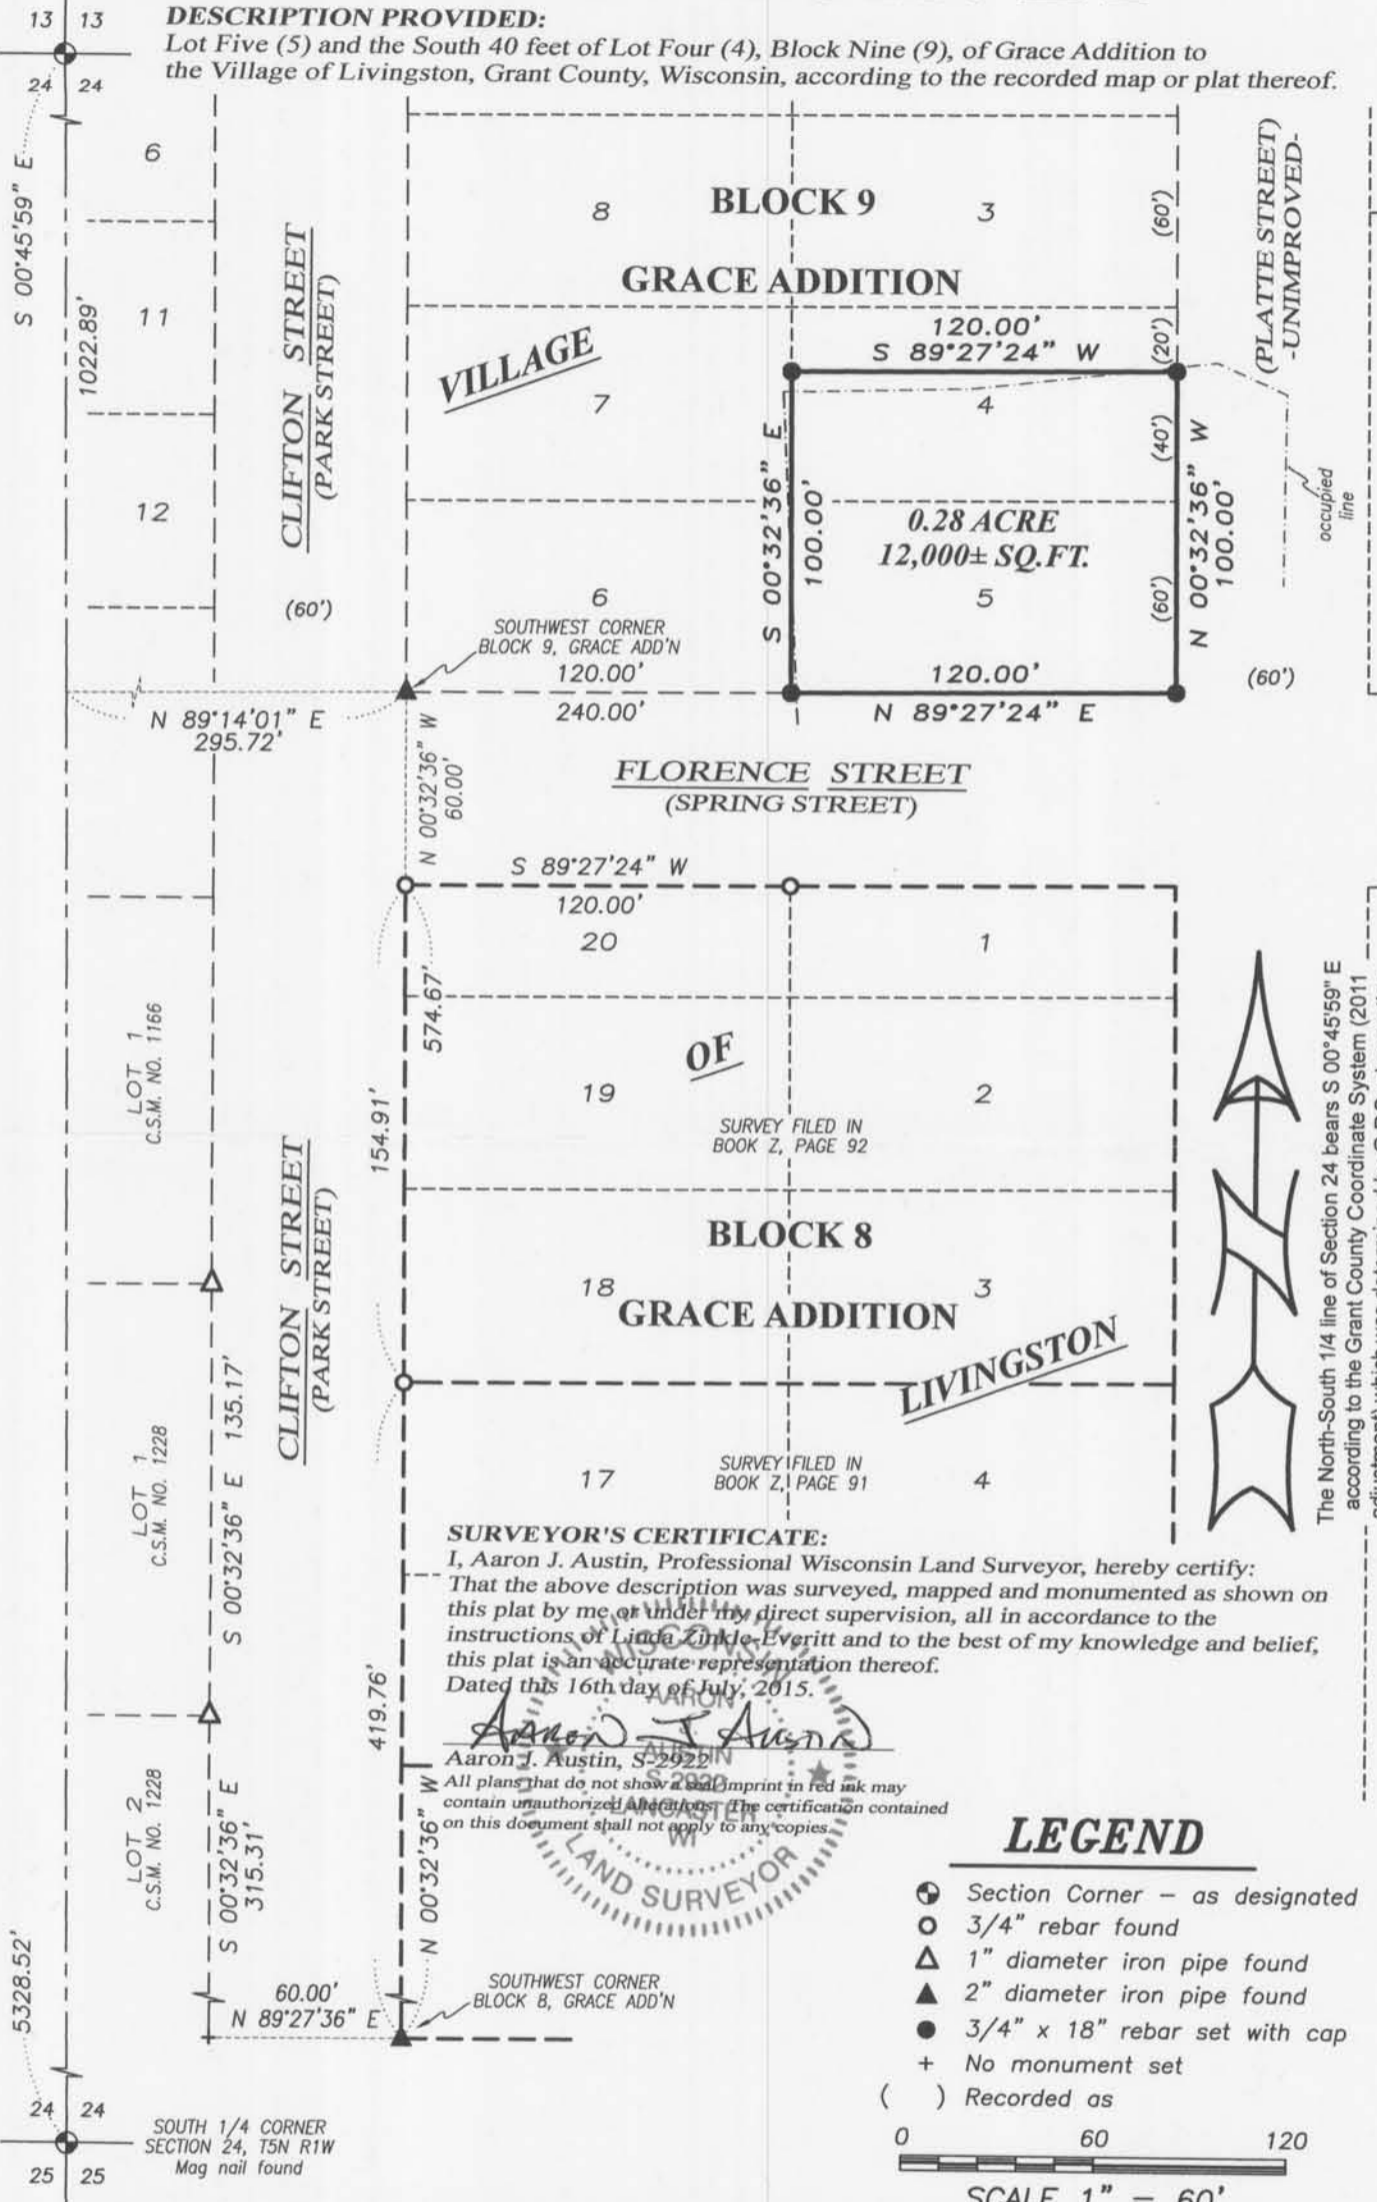 DESCRIPTION PROVIDED:
Lot Five (5) and the South 40 feet of Lot Four (4), Block Nine (9), of Grace Addition to
the Village of Livingston, Grant County, Wisconsin, according to the recorded map or plat thereof.
13 13
24 24
S 00°45'59" E
1022.89'
6
11
12
CLIFTON STREET
(PARK STREET)
(60')
8
BLOCK 9
3
(60')
GRACE ADDITION
VILLAGE
120.00'
S 89°27'24" W
(20')
(PLATTE STREET)
-UNIMPROVED-
7
4
(40')
S 00°32'36" E
100.00'
N 00°32'36" W
100.00'
occupied
line
0.28 ACRE
12,000± SQ.FT.
6
5
(60')
SOUTHWEST CORNER
BLOCK 9, GRACE ADD'N
120.00'
240.00'
120.00'
N 89°27'24" E
(60')
N 89°14'01" E
295.72'
N 00°32'36" W
60.00'
FLORENCE STREET
(SPRING STREET)
S 89°27'24" W
120.00'
20
1
574.67'
154.91'
LOT 1
C.S.M. NO. 1166
OF
19
2
SURVEY FILED IN
BOOK Z, PAGE 92
CLIFTON STREET
(PARK STREET)
BLOCK 8
18
3
GRACE ADDITION
LIVINGSTON
The North-South 1/4 line of Section 24 bears S 00°45'59" E
according to the Grant County Coordinate System (2011
S 00°32'36" E 135.17'
LOT 1
C.S.M. NO. 1228
17
SURVEY FILED IN
BOOK Z, PAGE 91
4
SURVEYOR'S CERTIFICATE:
I, Aaron J. Austin, Professional Wisconsin Land Surveyor, hereby certify:
That the above description was surveyed, mapped and monumented as shown on
this plat by me or under my direct supervision, all in accordance to the
instructions of Linda Zinkle-Everitt and to the best of my knowledge and belief,
this plat is an accurate representation thereof.
Dated this 16th day of July, 2015.
Aaron J Austin
Aaron J. Austin, S-2922
All plans that do not show a seal imprint in red ink may
contain unauthorized alterations. The certification contained
on this document shall not apply to any copies.
WISCONSIN
AARON
J
AUSTIN
S-2922
LANCASTER
WI
LAND SURVEYOR
419.76'
N 00°32'36" W
LOT 2
C.S.M. NO. 1228
S 00°32'36" E
315.31'
60.00'
N 89°27'36" E
SOUTHWEST CORNER
BLOCK 8, GRACE ADD'N
5328.52'
24 24
25 25
SOUTH 1/4 CORNER
SECTION 24, T5N R1W
Mag nail found
LEGEND
Section Corner – as designated
3/4" rebar found
1" diameter iron pipe found
2" diameter iron pipe found
3/4" x 18" rebar set with cap
+ No monument set
( ) Recorded as
0 60 120
SCALE 1" = 60'